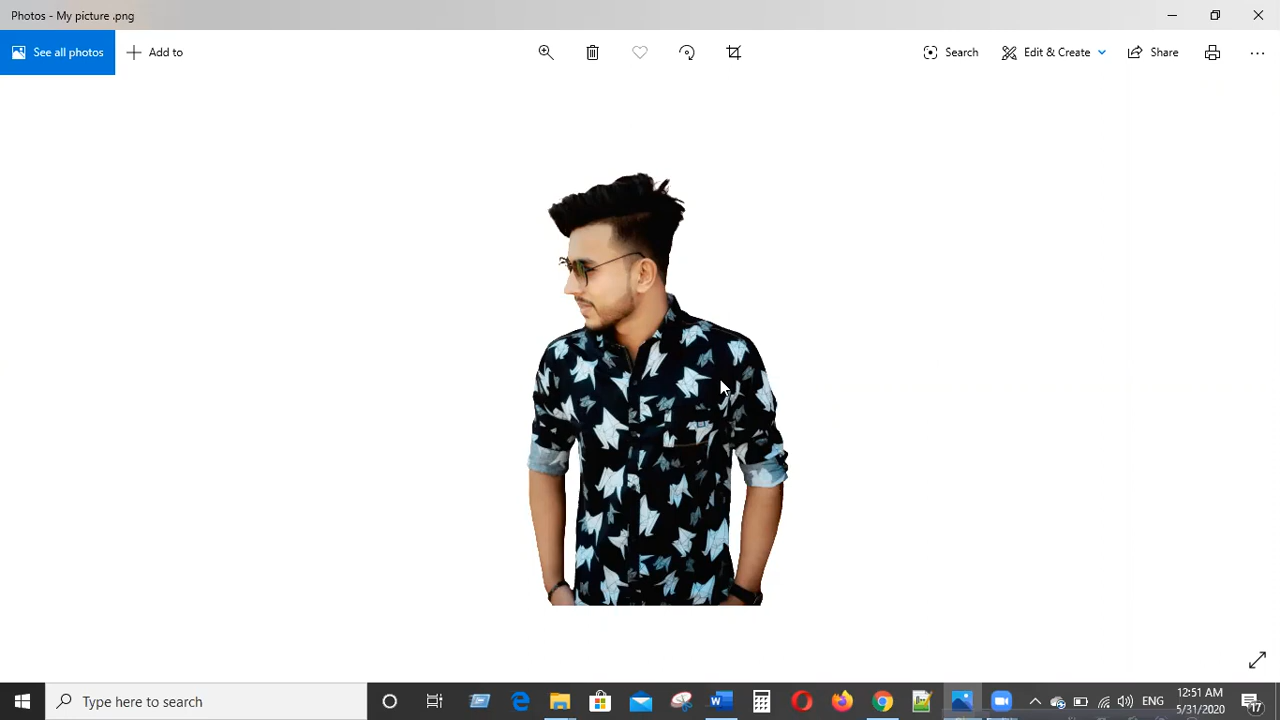 Photos - My picture .png
See all photos
Add to
Search
Edit & Create
Share
Type here to search
ENG
12:51 AM
5/31/2020
17